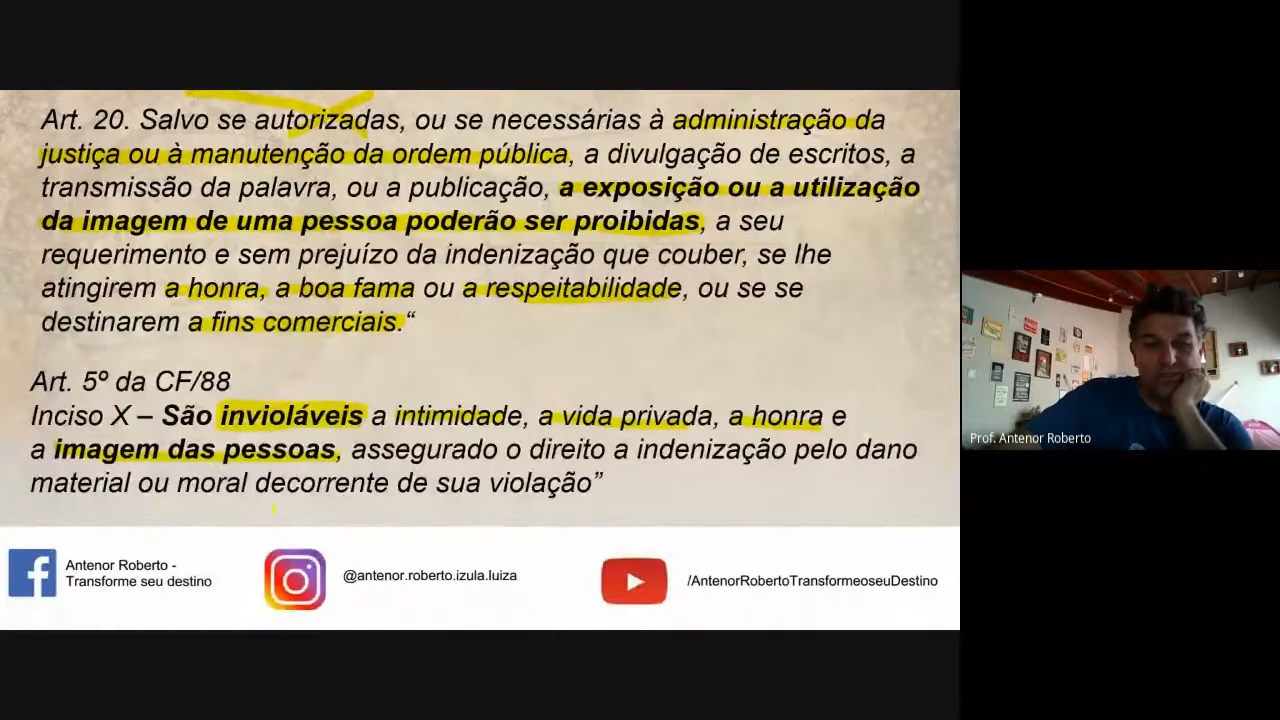 Art. 20. Salvo se autorizadas, ou se necessárias à administração da
justiça ou à manutenção da ordem pública, a divulgação de escritos, a
transmissão da palavra, ou a publicação, a exposição ou a utilização
da imagem de uma pessoa poderão ser proibidas, a seu
requerimento e sem prejuízo da indenização que couber, se lhe
atingirem a honra, a boa fama ou a respeitabilidade, ou se se
destinarem a fins comerciais.“
Art. 5º da CF/88
Inciso X – São invioláveis a intimidade, a vida privada, a honra e
a imagem das pessoas, assegurado o direito a indenização pelo dano
material ou moral decorrente de sua violação”
Antenor Roberto -
Transforme seu destino
@antenor.roberto.izula.luiza
/AntenorRobertoTransformeoseuDestino
Prof. Antenor Roberto